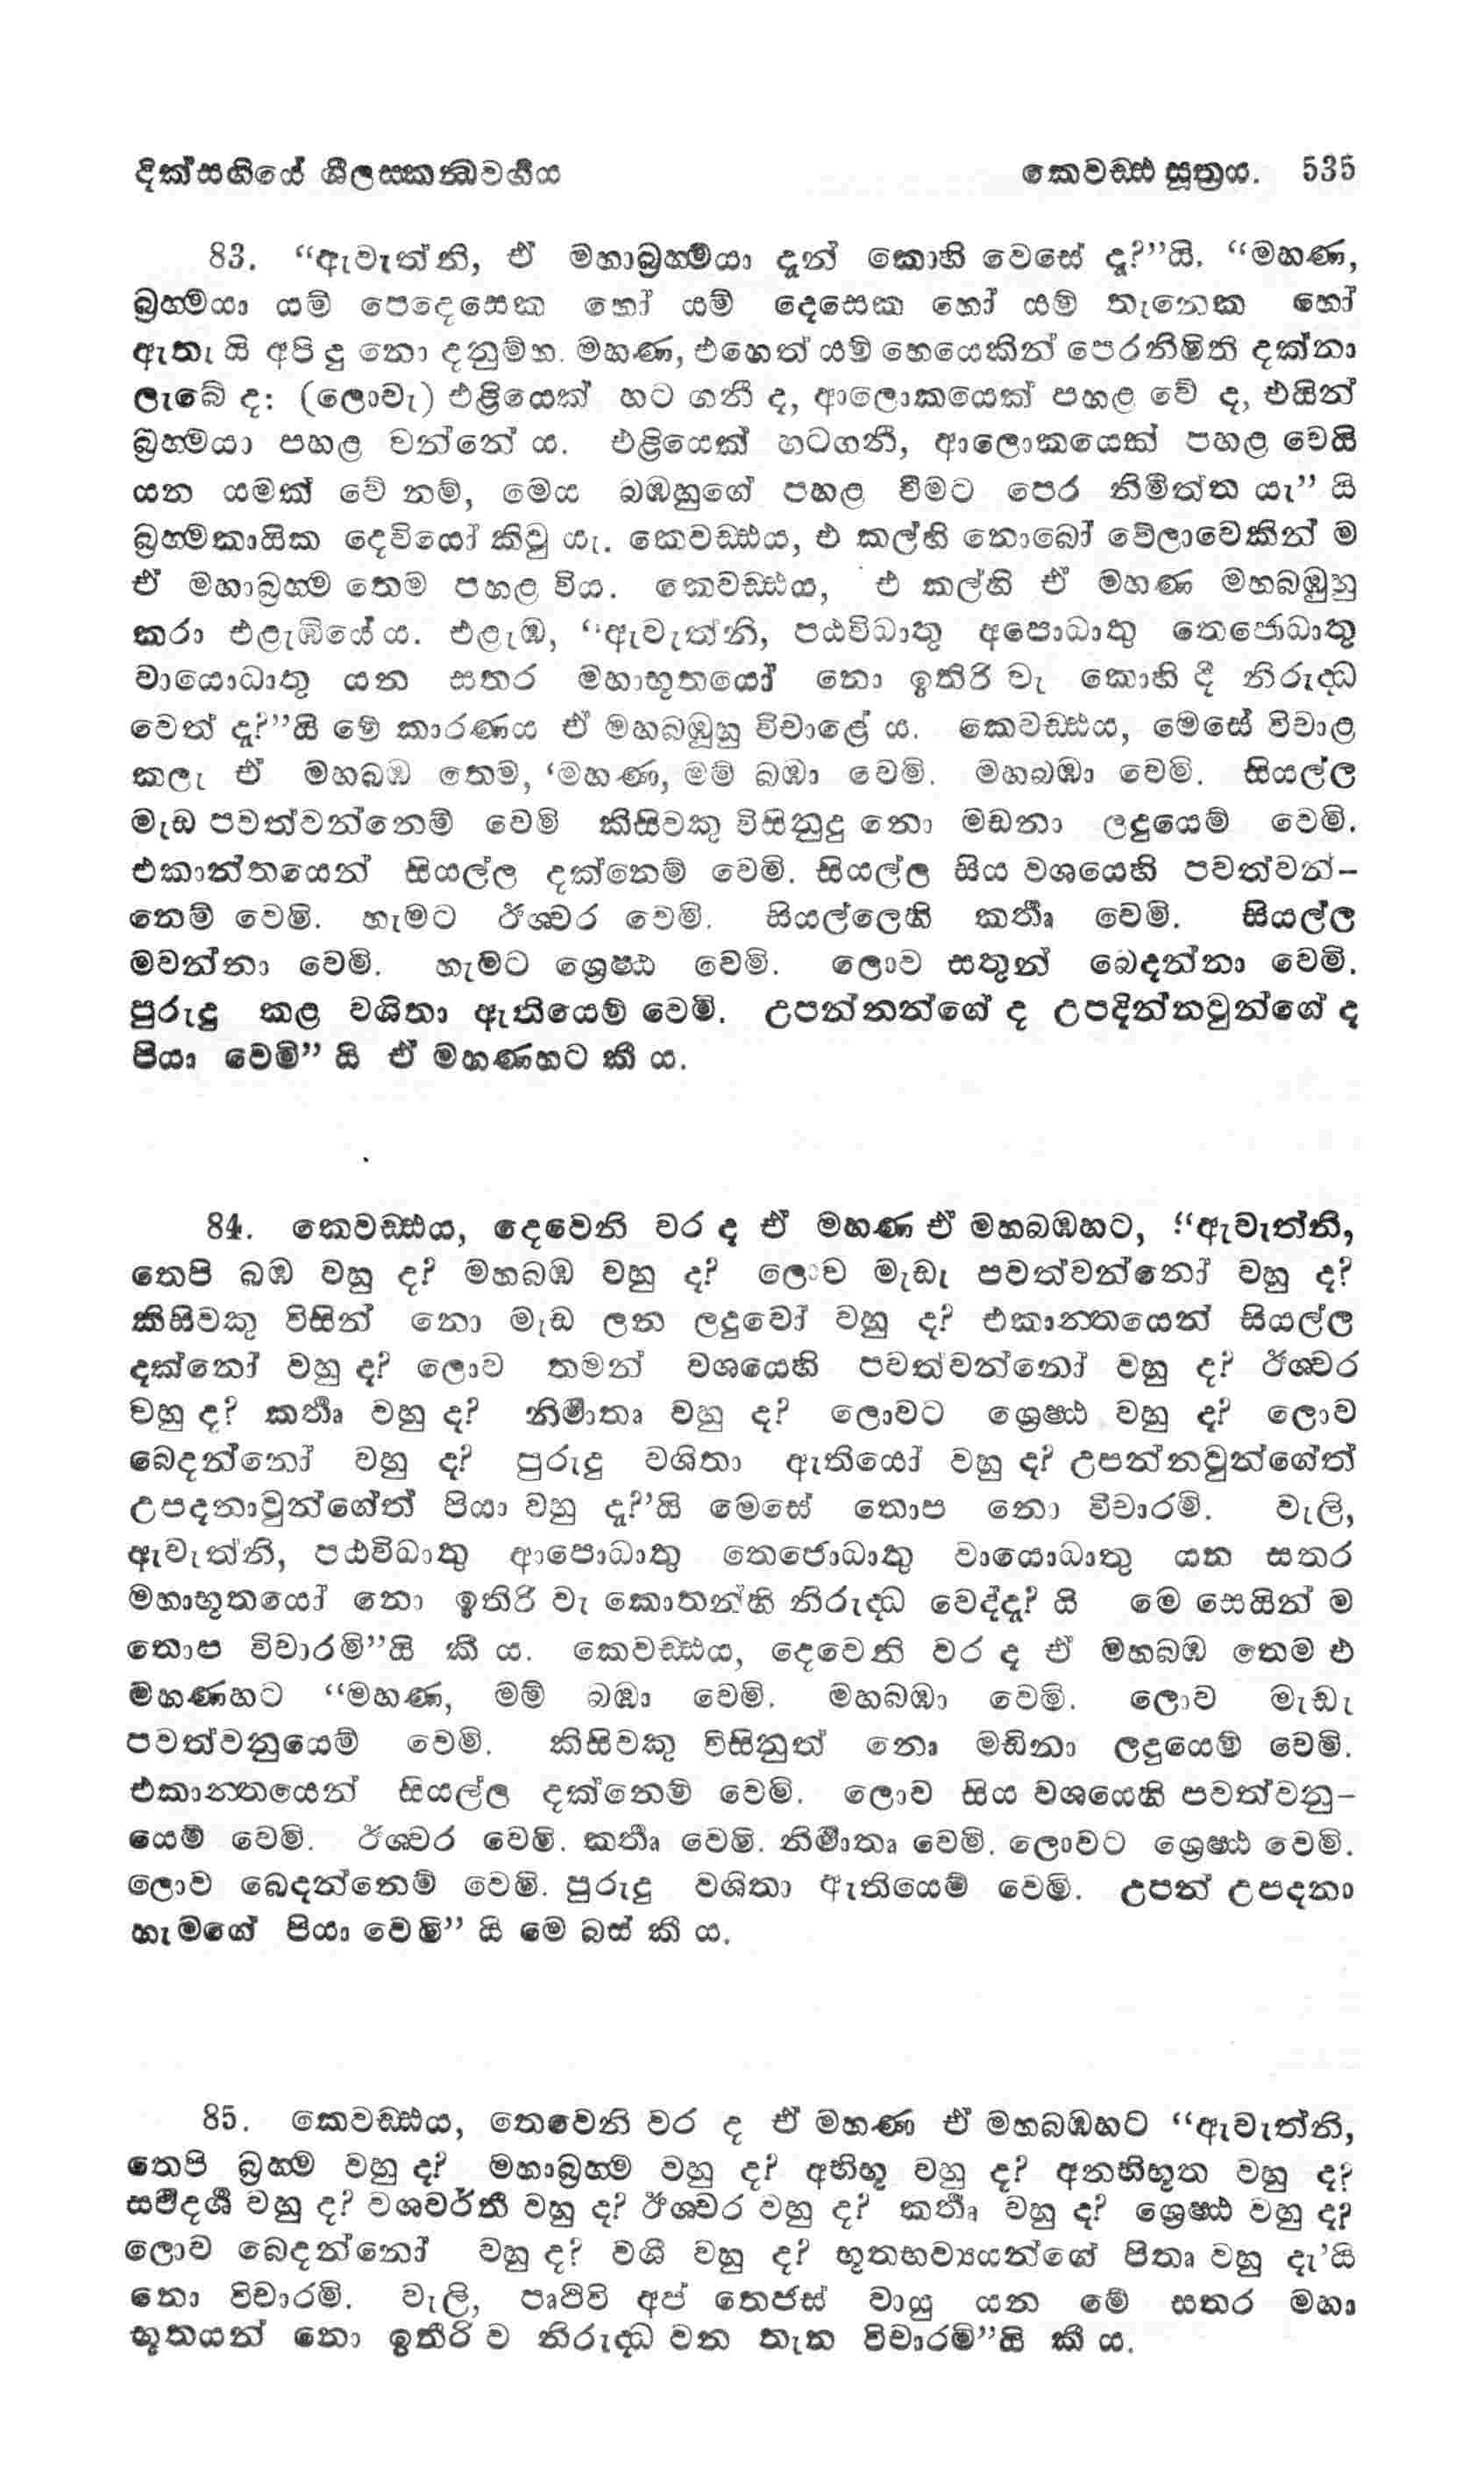 දික්සඟියේ ශීලස්කන්ධවර්ගය කෙවඩ්ඪ සූත්‍රය. 535
83. “ඇවැත්නි, ඒ මහාබ්‍රහ්මයා දැන් කොහි වෙසේ දැ?”යි. “මහණ,
බ්‍රහ්මයා යම් පෙදෙසෙක හෝ යම් දෙසෙක හෝ යම් තැනෙක හෝ
ඇතැ යි අපි දු නො දනුම්හ. මහණ, එහෙත් යම් හෙයෙකින් පෙරනිමිති දක්නා
ලැබේ ද: (ලොවැ) එළියෙක් හට ගනී ද, ආලොකයෙක් පහළ වේ ද, එයින්
බ්‍රහ්මයා පහළ වන්නේ ය. එළියෙක් හටගනී, ආලොකයෙක් පහළ වෙයි
යන යමක් වේ නම්, මෙය බඹහුගේ පහළ වීමට පෙර නිමිත්ත යැ” යි
බ්‍රහ්මකායික දෙවියෝ කිවු යැ. කෙවඩ්ඪය, එ කල්හි නොබෝ වේලාවෙකින් ම
ඒ මහාබ්‍රහ්ම තෙම පහළ විය. කෙවඩ්ඪය, එ කල්හි ඒ මහණ මහබඹුහු
කරා එළැඹියේ ය. එළැඹ, “ඇවැත්නි, පඨවිධාතු අපොධාතු තෙජොධාතු
වායොධාතු යන සතර මහාභූතයෝ නො ඉතිරි වැ කොහි දී නිරුද්ධ
වෙත් දැ?”යි මේ කාරණය ඒ මහබඹුහු විචාළේ ය. කෙවඩ්ඪය, මෙසේ විචාළ
කලැ ඒ මහබඹ තෙම, ‘මහණ, මම් බඹා වෙමි. මහබඹා වෙමි. සියල්ල
මැඩ පවත්වන්නෙම් වෙමි කිසිවකු විසිනුදු නො මඩනා ලදුයෙම් වෙමි.
එකාන්තයෙන් සියල්ල දක්නෙම් වෙමි. සියල්ල සිය වශයෙහි පවත්වන්-
නෙම් වෙමි. හැමට ඊශ්වර වෙමි. සියල්ලෙහි කර්තෘ වෙමි. සියල්ල
මවන්නා වෙමි. හැමට ශ්‍රේෂ්ඨ වෙමි. ලොව සතුන් බෙදන්නා වෙමි.
පුරුදු කළ වශිතා ඇතියෙම් වෙමි. උපන්නන්ගේ ද උපදින්නවුන්ගේ ද
පියා වෙමි” යි ඒ මහණහට කී ය.
84. කෙවඩ්ඪය, දෙවෙනි වර ද ඒ මහණ ඒ මහබඹහට, “ඇවැත්නි,
තෙපි බඹ වහු ද? මහබඹ වහු ද? ලොව මැඩැ පවත්වන්නෝ වහු ද?
කිසිවකු විසින් නො මැඩ ලන ලදුවෝ වහු ද? එකාන්තයෙන් සියල්ල
දක්නෝ වහු ද? ලොව තමන් වශයෙහි පවත්වන්නෝ වහු ද? ඊශ්වර
වහු ද? කර්තෘ වහු ද? නිර්මාතෘ වහු ද? ලොවට ශ්‍රේෂ්ඨ වහු ද? ලොව
බෙදන්නෝ වහු ද? පුරුදු වශිතා ඇතියෝ වහු ද? උපන්නවුන්ගේත්
උපදනාවුන්ගේත් පියා වහු දැ?’යි මෙසේ තොප නො විචාරමි. වැලි,
ඇවැත්නි, පඨවිධාතු ආපොධාතු තෙජොධාතු වායොධාතු යන සතර
මහාභූතයෝ නො ඉතිරි වැ කොතන්හි නිරුද්ධ වෙද්දැ? යි මෙ සෙයින් ම
තොප විචාරමි”යි කී ය. කෙවඩ්ඪය, දෙවෙනි වර ද ඒ මහබඹ තෙම එ
මහණහට “මහණ, මම් බඹා වෙමි. මහබඹා වෙමි. ලොව මැඩැ
පවත්වනුයෙම් වෙමි. කිසිවකු විසිනුත් නො මඩිනා ලදුයෙම් වෙමි.
එකාන්තයෙන් සියල්ල දක්නෙම් වෙමි. ලොව සිය වශයෙහි පවත්වනු-
යෙම් වෙමි. ඊශ්වර වෙමි. කර්තෘ වෙමි. නිර්මාතෘ වෙමි. ලොවට ශ්‍රේෂ්ඨ වෙමි.
ලොව බෙදන්නෙම් වෙමි. පුරුදු වශිතා ඇතියෙම් වෙමි. උපන් උපදනා
හැමගේ පියා වෙමි” යි මෙ බස් කී ය.
85. කෙවඩ්ඪය, තෙවෙනි වර ද ඒ මහණ ඒ මහබඹහට “ඇවැත්නි,
තෙපි බ්‍රහ්ම වහු ද? මහාබ්‍රහ්ම වහු ද? අභිභූ වහු ද? අනභිභූත වහු ද?
සර්වදර්ශී වහු ද? වශවර්තී වහු ද? ඊශ්වර වහු ද? කර්තෘ වහු ද? ශ්‍රේෂ්ඨ වහු ද?
ලොව බෙදන්නෝ වහු ද? වශී වහු ද? භූතභව්‍යයන්ගේ පිතෘ වහු දැ’යි
නො විචාරමි. වැලි, පෘථිවි අප් තෙජස් වායු යන මේ සතර මහා
භූතයන් නො ඉතිරි ව නිරුද්ධ වන තැන විචාරමි”යි කී ය.